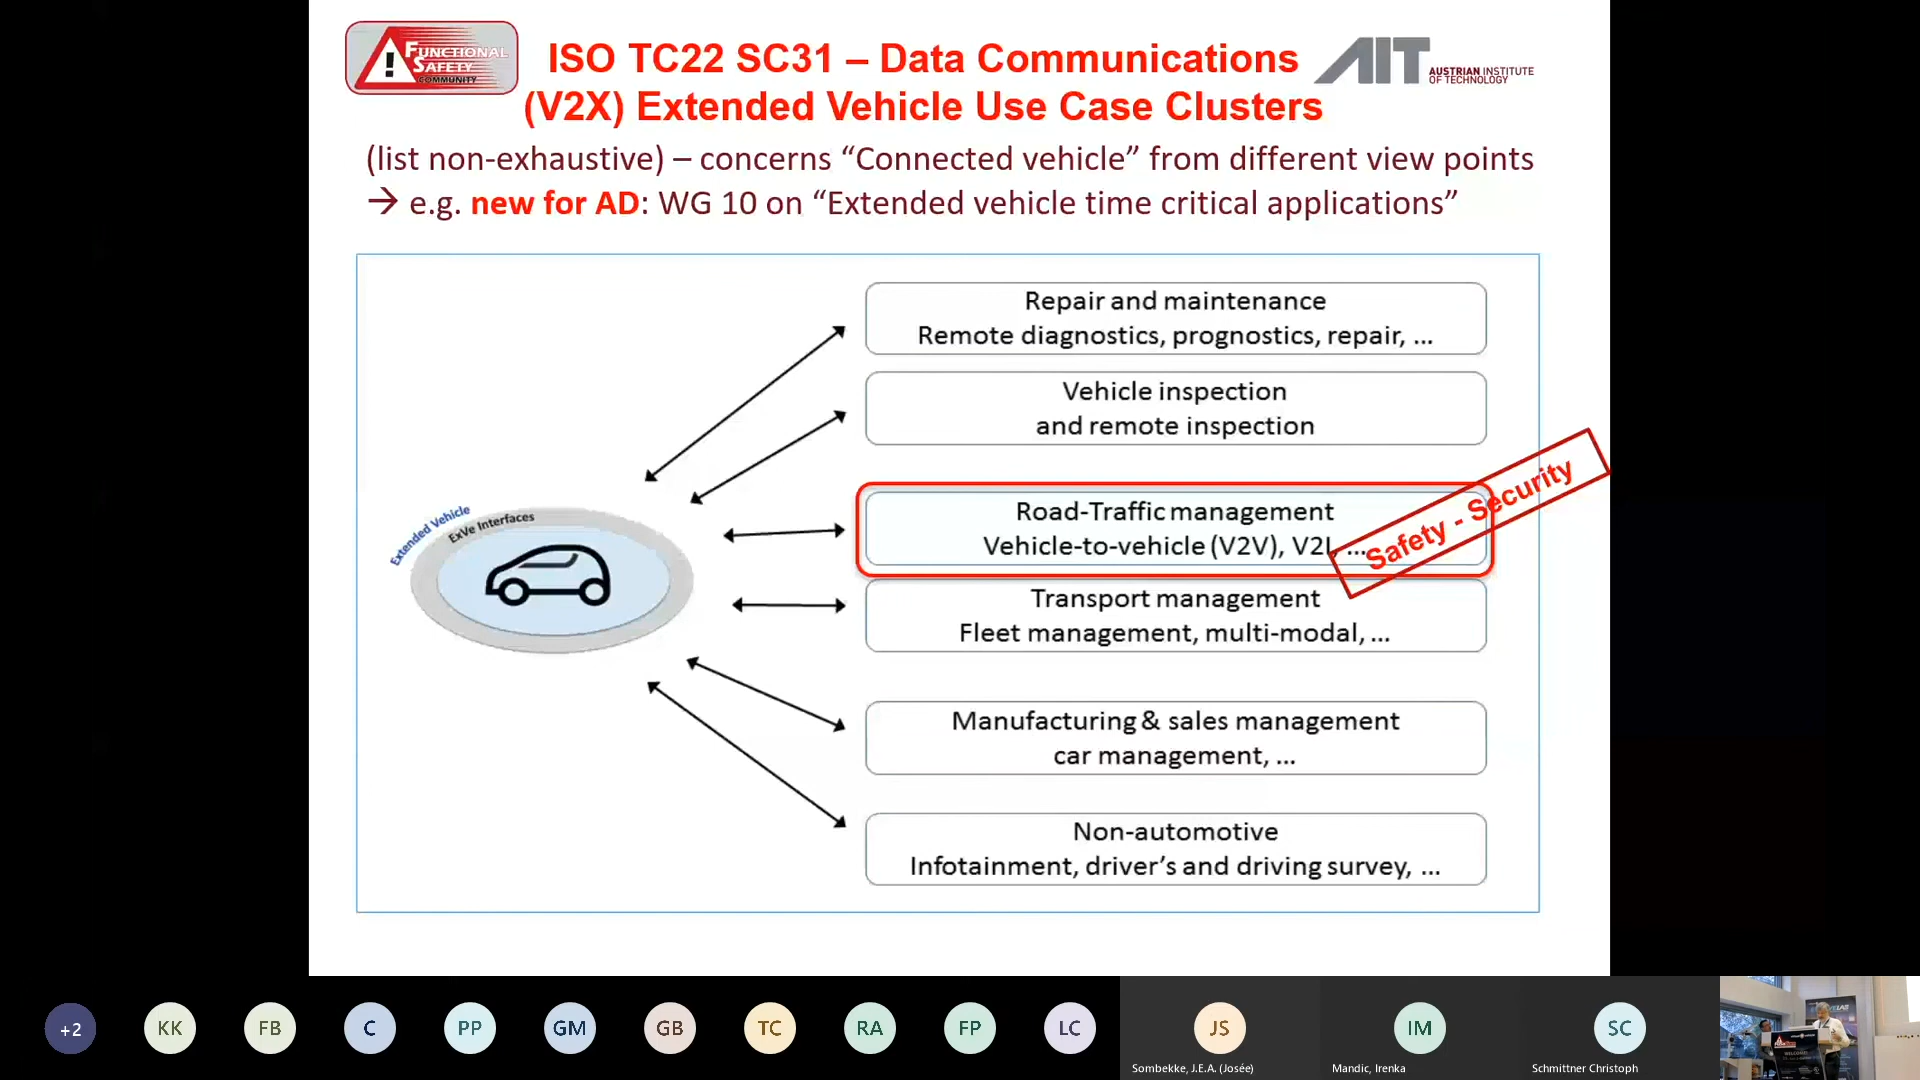 FUNCTIONAL
SAFETY
COMMUNITY
ISO TC22 SC31 – Data Communications
(V2X) Extended Vehicle Use Case Clusters
AIT AUSTRIAN INSTITUTE
OF TECHNOLOGY
(list non-exhaustive) – concerns “Connected vehicle” from different view points
→ e.g. new for AD: WG 10 on “Extended vehicle time critical applications”
Repair and maintenance
Remote diagnostics, prognostics, repair, ...
Vehicle inspection
and remote inspection
Extended Vehicle
ExVe Interfaces
Road-Traffic management
Vehicle-to-vehicle (V2V), V2I, ...
Safety - Security
Transport management
Fleet management, multi-modal, ...
Manufacturing & sales management
car management, ...
Non-automotive
Infotainment, driver’s and driving survey, ...
+2
KK
FB
C
PP
GM
GB
TC
RA
FP
LC
JS
IM
SC
Sombekke, J.E.A. (Josée)
Mandic, Irenka
Schmittner Christoph